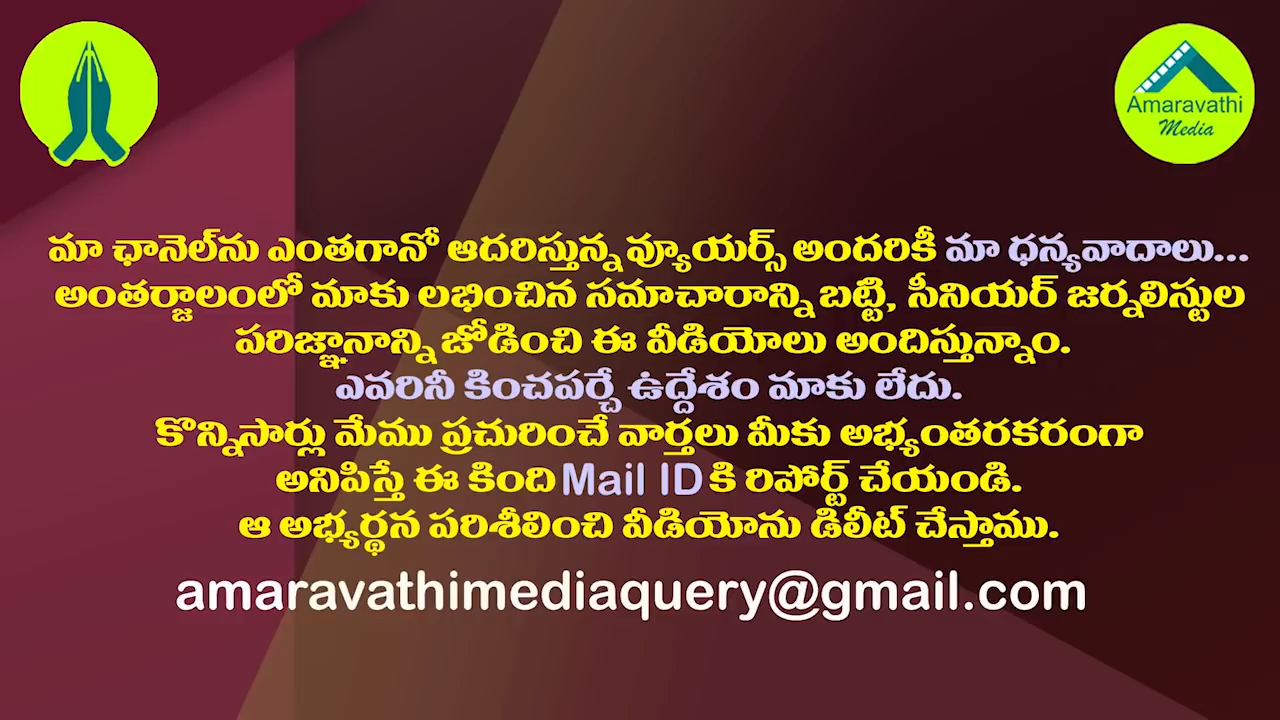 Amaravathi
Media
మా ఛానెల్‌ను ఎంతగానో ఆదరిస్తున్న వ్యూయర్స్ అందరికీ మా ధన్యవాదాలు...
అంతర్జాలంలో మాకు లభించిన సమాచారాన్ని బట్టి, సీనియర్ జర్నలిస్టుల
పరిజ్ఞానాన్ని జోడించి ఈ వీడియోలు అందిస్తున్నాం.
ఎవరినీ కించపర్చే ఉద్దేశం మాకు లేదు.
కొన్నిసార్లు మేము ప్రచురించే వార్తలు మీకు అభ్యంతరకరంగా
అనిపిస్తే ఈ కింది Mail ID కి రిపోర్ట్ చేయండి.
ఆ అభ్యర్థన పరిశీలించి వీడియోను డిలీట్ చేస్తాము.
amaravathimediaquery@gmail.com